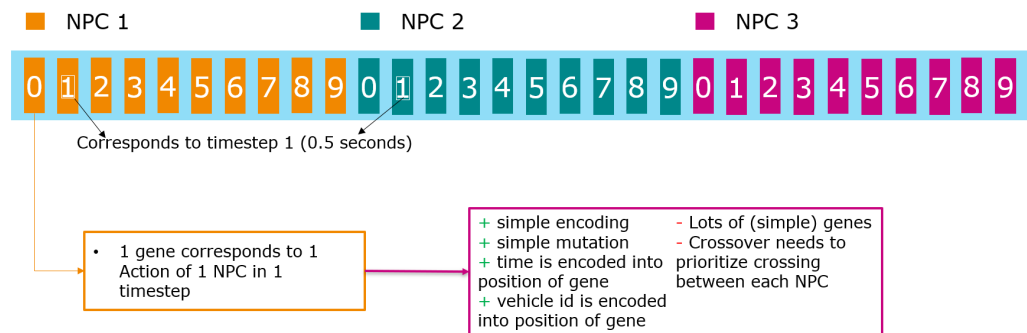 NPC 1 NPC 2 NPC 3
0 1 2 3 4 5 6 7 8 9 0 1 2 3 4 5 6 7 8 9 0 1 2 3 4 5 6 7 8 9
Corresponds to timestep 1 (0.5 seconds)
• 1 gene corresponds to 1
Action of 1 NPC in 1
timestep
+ simple encoding
+ simple mutation
+ time is encoded into
position of gene
+ vehicle id is encoded
into position of gene
- Lots of (simple) genes
- Crossover needs to
prioritize crossing
between each NPC